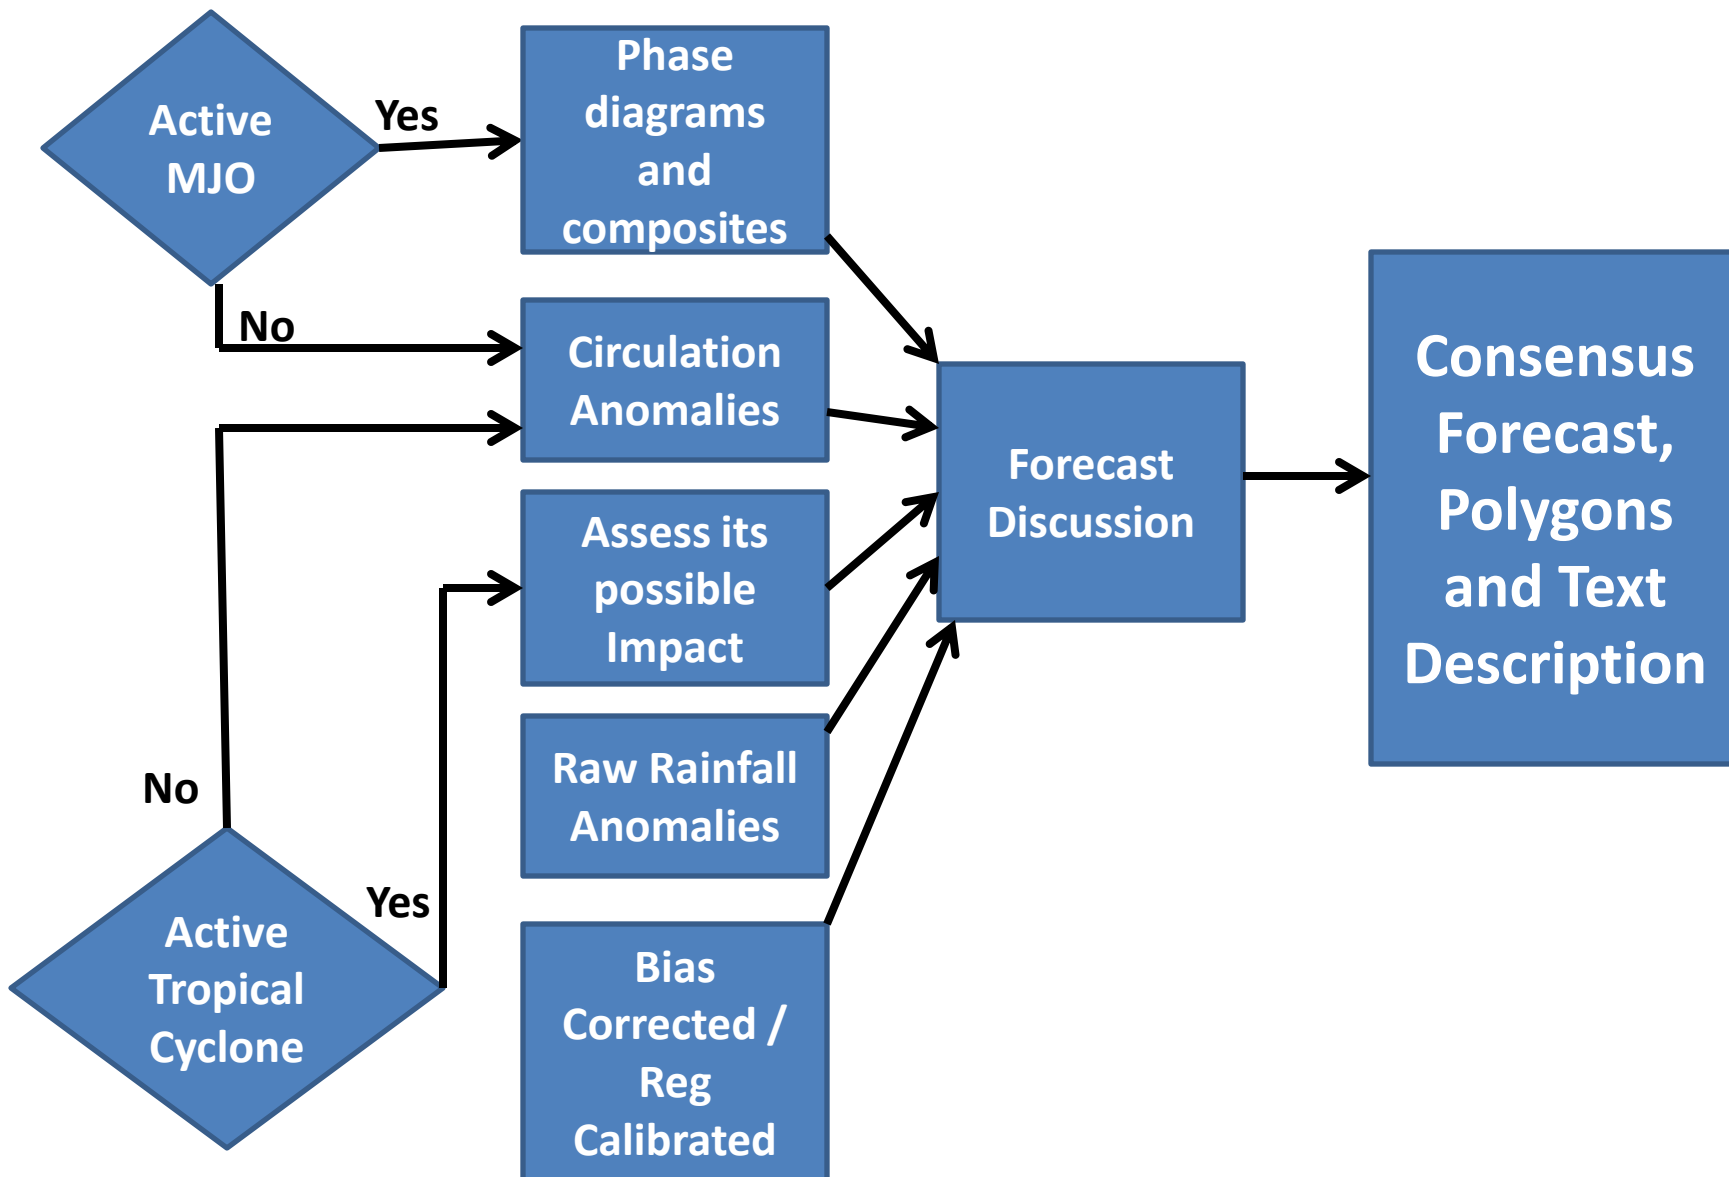 Active
MJO
Yes
No
Phase
diagrams
and
composites
Circulation
Anomalies
Assess its
possible
Impact
Raw Rainfall
Anomalies
Bias
Corrected /
Reg
Calibrated
No
Yes
Active
Tropical
Cyclone
Forecast
Discussion
Consensus
Forecast,
Polygons
and Text
Description